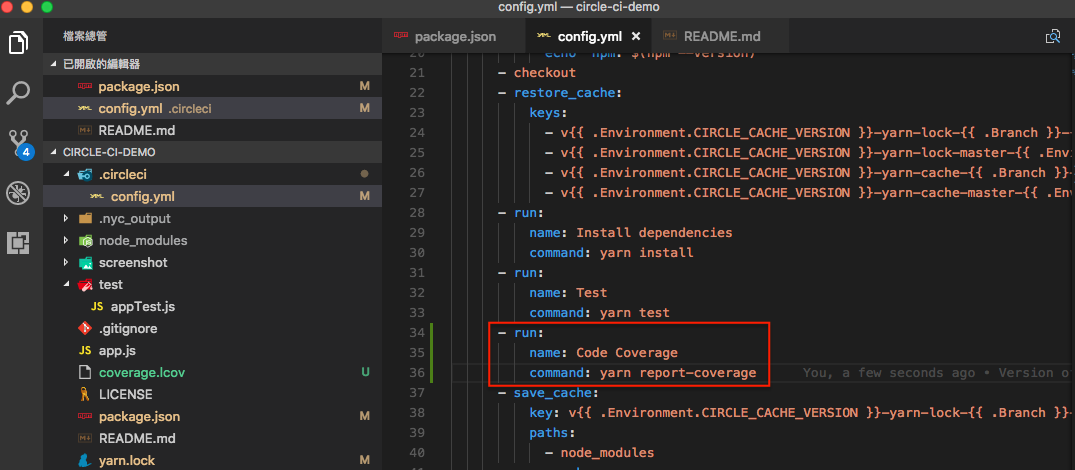 config.yml — circle-ci-demo
檔案總管
package.json
config.yml
README.md
已開啟的編輯器
package.json M
config.yml .circleci M
README.md
4
CIRCLE-CI-DEMO
.circleci
config.yml M
.nyc_output
node_modules
screenshot
test
JS appTest.js
.gitignore
JS app.js
coverage.lcov U
LICENSE
package.json M
README.md
yarn.lock M
21 - checkout
22 - restore_cache:
23 keys:
24 - v{{ .Environment.CIRCLE_CACHE_VERSION }}-yarn-lock-{{ .Branch }}-
25 - v{{ .Environment.CIRCLE_CACHE_VERSION }}-yarn-lock-master-{{ .Env
26 - v{{ .Environment.CIRCLE_CACHE_VERSION }}-yarn-cache-{{ .Branch }}-
27 - v{{ .Environment.CIRCLE_CACHE_VERSION }}-yarn-cache-master-{{ .En
28 - run:
29 name: Install dependencies
30 command: yarn install
31 - run:
32 name: Test
33 command: yarn test
34 - run:
35 name: Code Coverage
36 command: yarn report-coverage You, a few seconds ago • Version o
37 - save_cache:
38 key: v{{ .Environment.CIRCLE_CACHE_VERSION }}-yarn-lock-{{ .Branch }}-
39 paths:
40 - node_modules